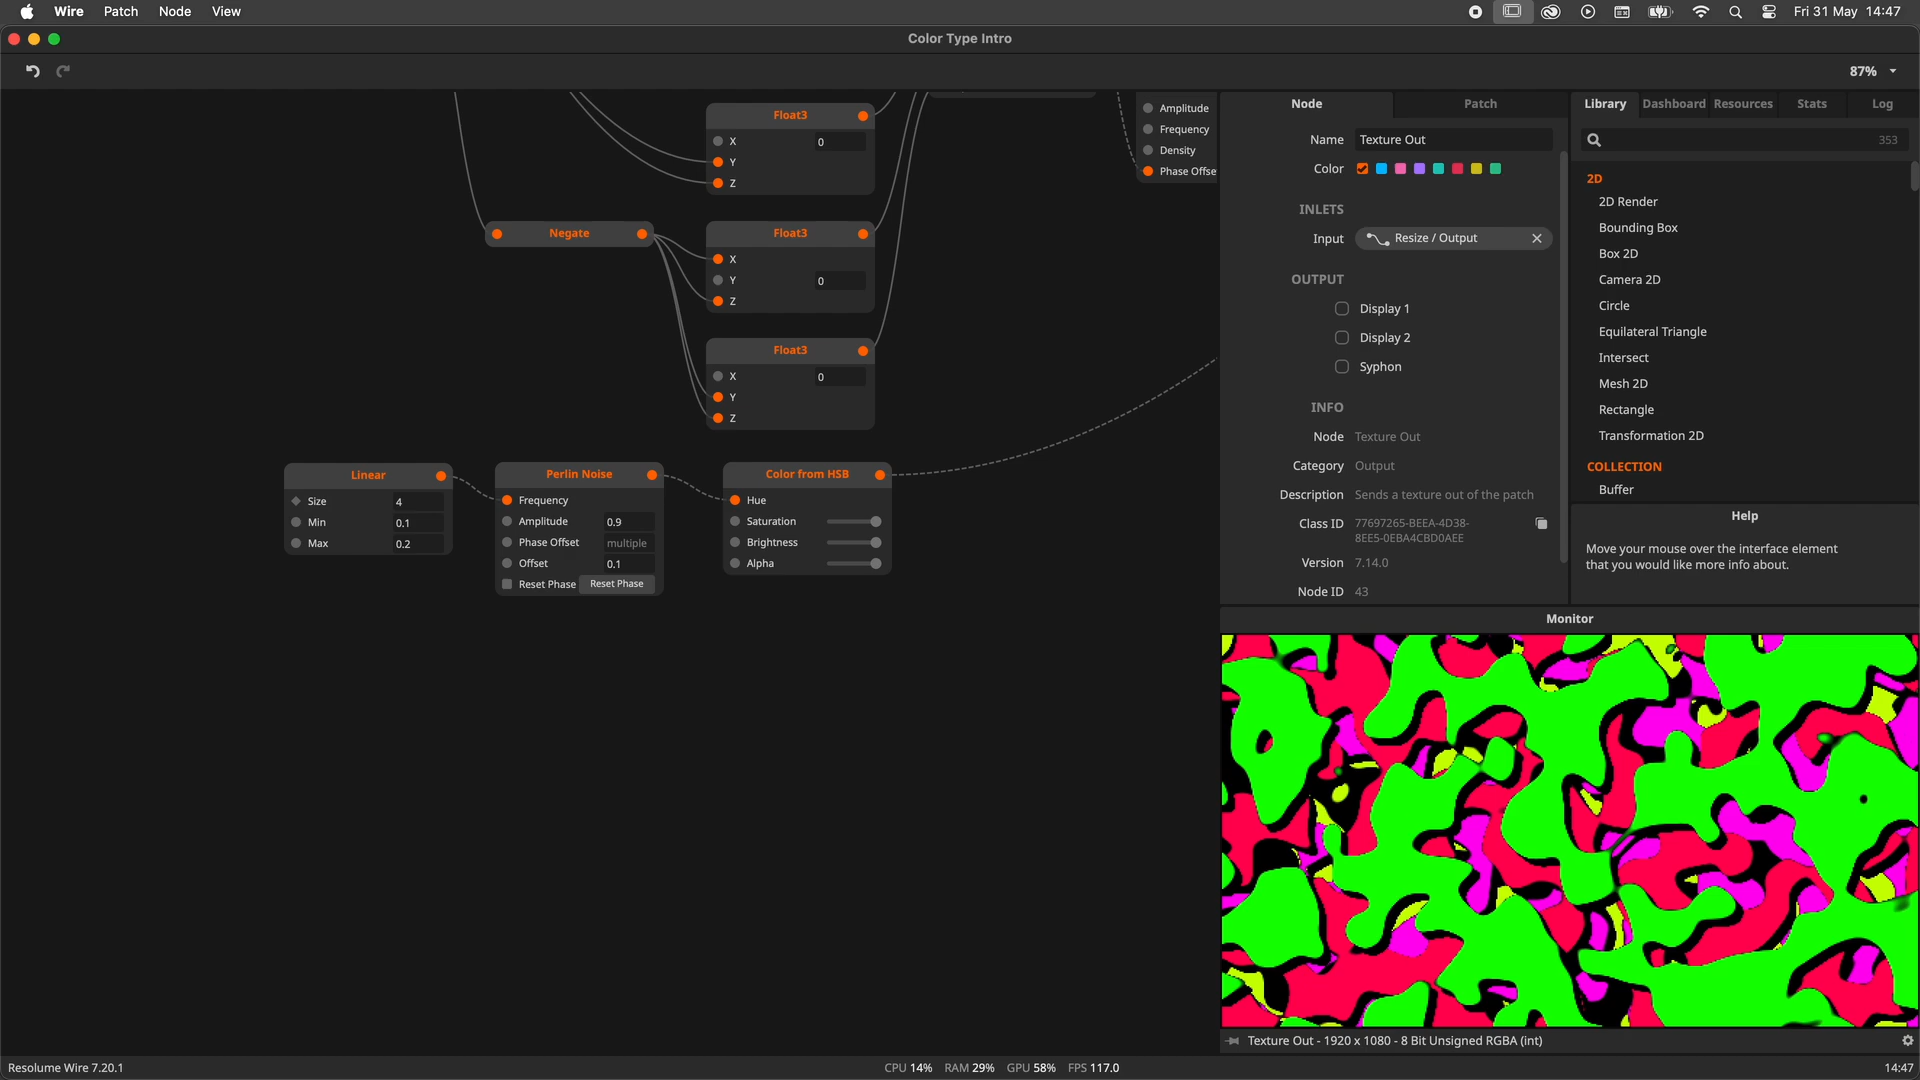 Wire Patch Node View Fri 31 May 14:47
Color Type Intro
87%
Float3
X 0
Y
Z
Negate
Float3
X
Y 0
Z
Float3
X 0
Y
Z
Linear
Size 4
Min 0.1
Max 0.2
Perlin Noise
Frequency
Amplitude 0.9
Phase Offset multiple
Offset 0.1
Reset Phase Reset Phase
Color from HSB
Hue
Saturation
Brightness
Alpha
Amplitude
Frequency
Density
Phase Offse
Node Patch
Name Texture Out
Color
INLETS
Input Resize / Output
OUTPUT
Display 1
Display 2
Syphon
INFO
Node Texture Out
Category Output
Description Sends a texture out of the patch
Class ID 77697265-BEEA-4D38-
8EE5-0EBA4CBD0AEE
Version 7.14.0
Node ID 43
Library Dashboard Resources Stats Log
353
2D
2D Render
Bounding Box
Box 2D
Camera 2D
Circle
Equilateral Triangle
Intersect
Mesh 2D
Rectangle
Transformation 2D
COLLECTION
Buffer
Help
Move your mouse over the interface element
that you would like more info about.
Monitor
Texture Out - 1920 x 1080 - 8 Bit Unsigned RGBA (int)
Resolume Wire 7.20.1 CPU 14% RAM 29% GPU 58% FPS 117.0 14:47